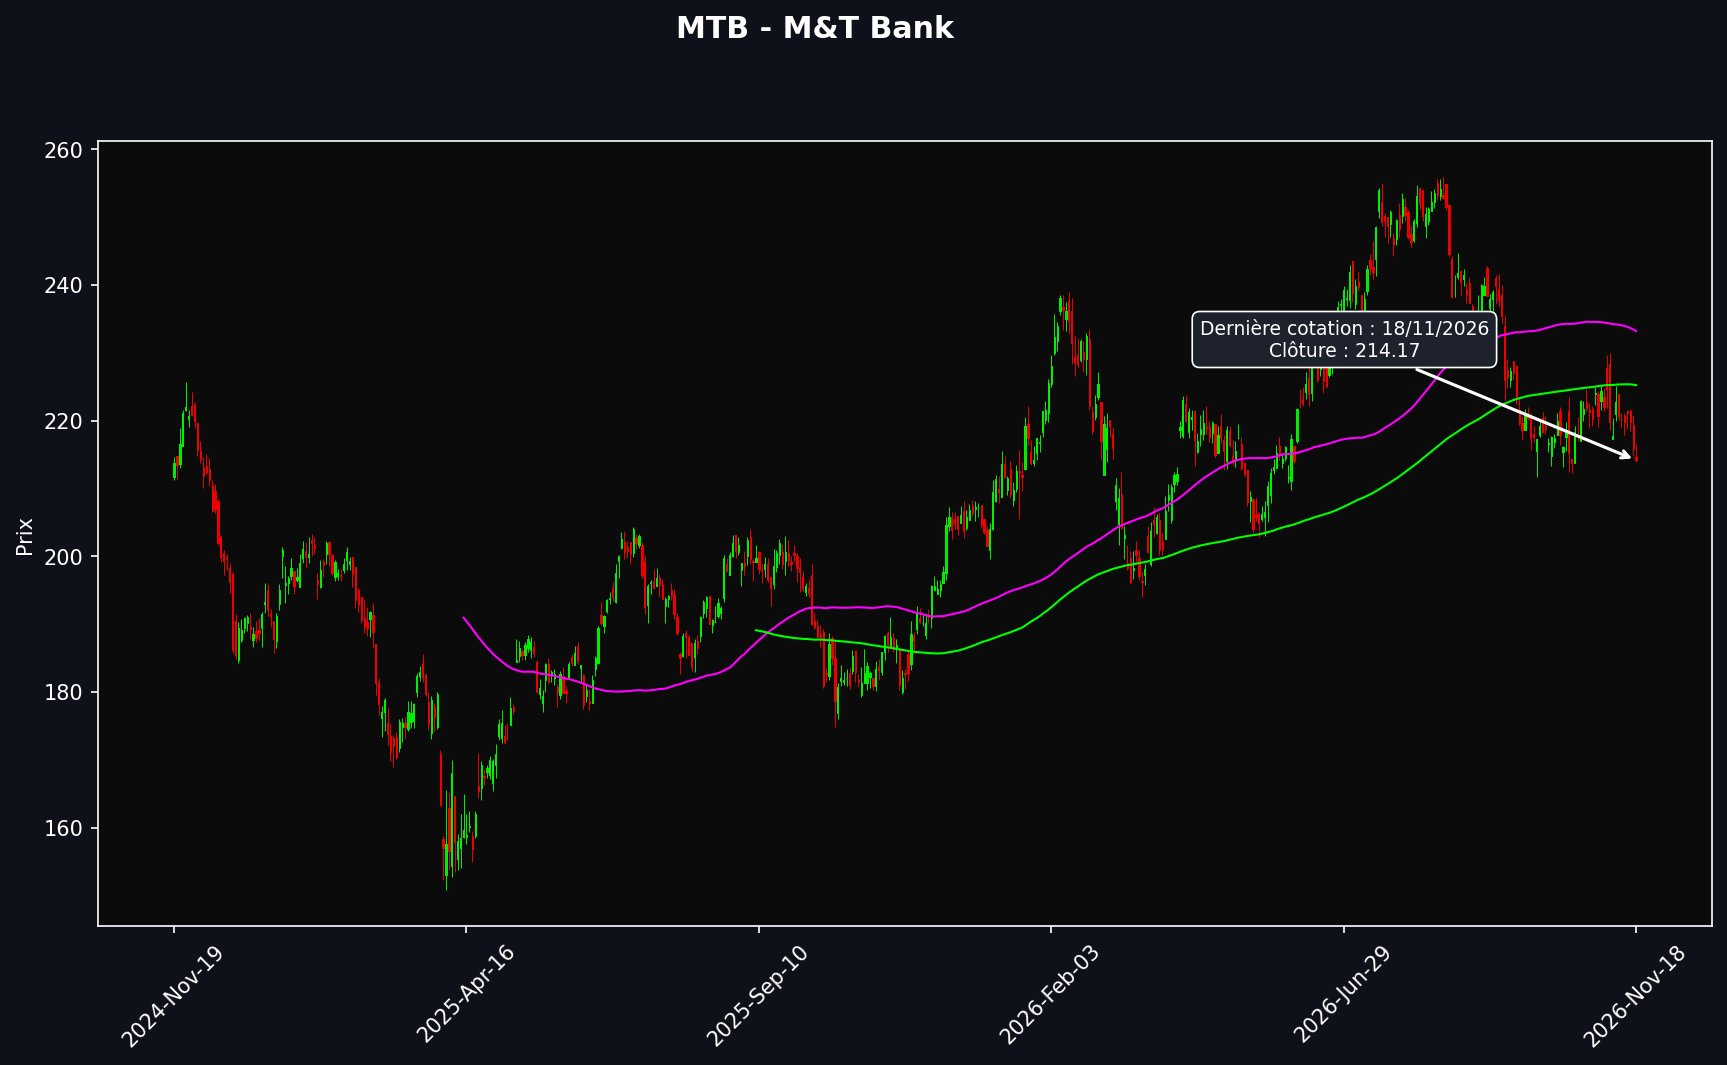 MTB - M&T Bank
260
240
220
200
180
160
Prix
Dernière cotation : 18/11/2026
Clôture : 214.17
2024-Nov-19
2025-Apr-16
2025-Sep-10
2026-Feb-03
2026-Jun-29
2026-Nov-18